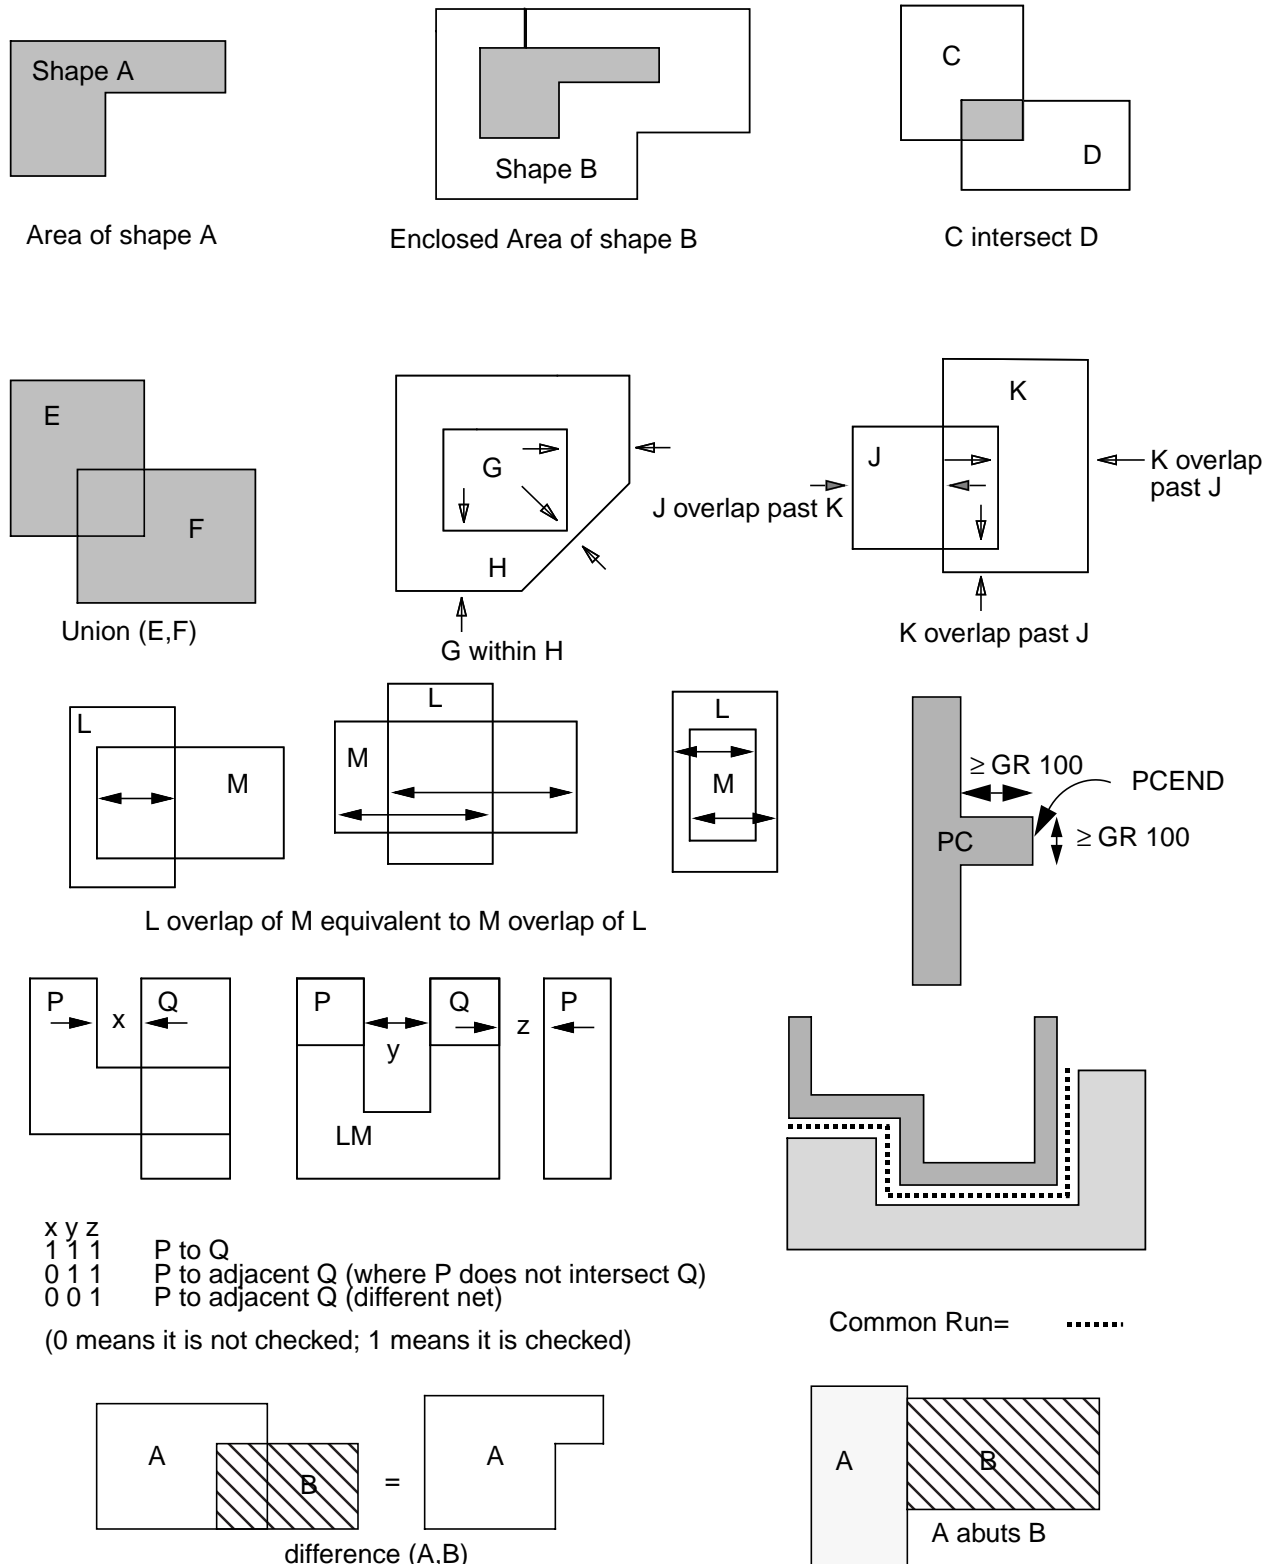 Shape A
Shape B
C
D
Area of shape A
Enclosed Area of shape B
C intersect D
E
F
G
H
J
K
K overlap
past J
J overlap past K
Union (E,F)
G within H
K overlap past J
L
M
L
M
L
M
≥ GR 100
PCEND
PC
≥ GR 100
L overlap of M equivalent to M overlap of L
P
x
Q
P
y
Q
z
P
LM
x y z
1 1 1 P to Q
0 1 1 P to adjacent Q (where P does not intersect Q)
0 0 1 P to adjacent Q (different net)
(0 means it is not checked; 1 means it is checked)
Common Run=
A
B
=
A
difference (A,B)
A
B
A abuts B